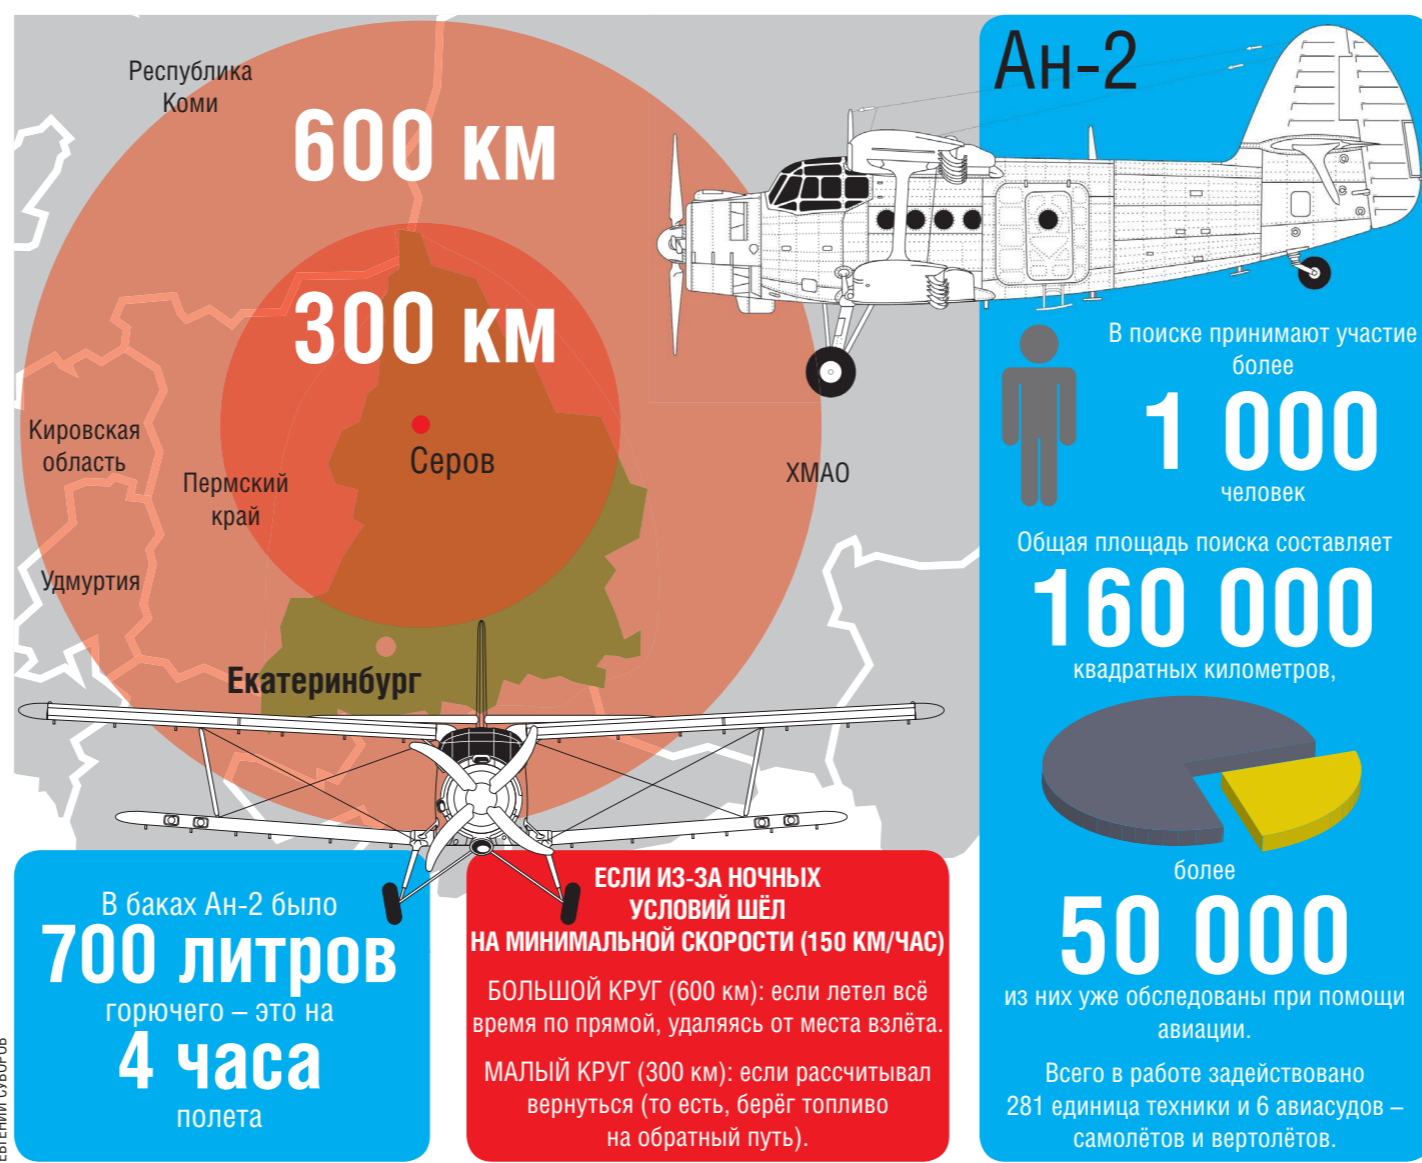 Республика
Коми
600 км
300 км
Кировская
область
Пермский
край
Серов
ХМАО
Удмуртия
Екатеринбург
Ан-2
В поиске принимают участие
более
1 000
человек
Общая площадь поиска составляет
160 000
квадратных километров,
более
50 000
из них уже обследованы при помощи
авиации.
Всего в работе задействовано
281 единица техники и 6 авиасудов –
самолётов и вертолётов.
В баках Ан-2 было
700 литров
горючего – это на
4 часа
полета
ЕСЛИ ИЗ-ЗА НОЧНЫХ
УСЛОВИЙ ШЁЛ
НА МИНИМАЛЬНОЙ СКОРОСТИ (150 КМ/ЧАС)
БОЛЬШОЙ КРУГ (600 км): если летел всё
время по прямой, удаляясь от места взлёта.
МАЛЫЙ КРУГ (300 км): если рассчитывал
вернуться (то есть, берёг топливо
на обратный путь).
ЕВГЕНИЙ СУВОРОВ